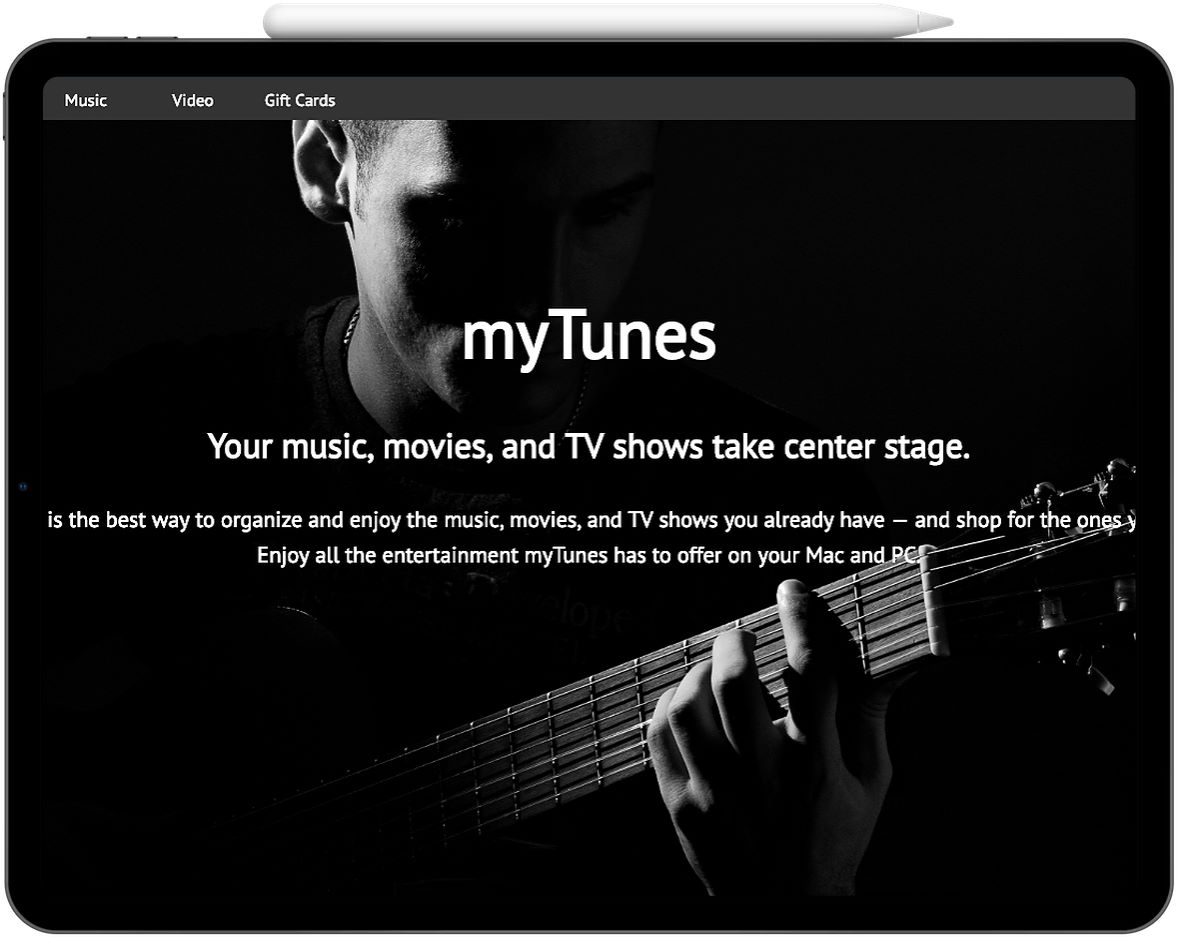 Music Video Gift Cards
myTunes
Your music, movies, and TV shows take center stage.
is the best way to organize and enjoy the music, movies, and TV shows you already have — and shop for the ones
Enjoy all the entertainment myTunes has to offer on your Mac and PC